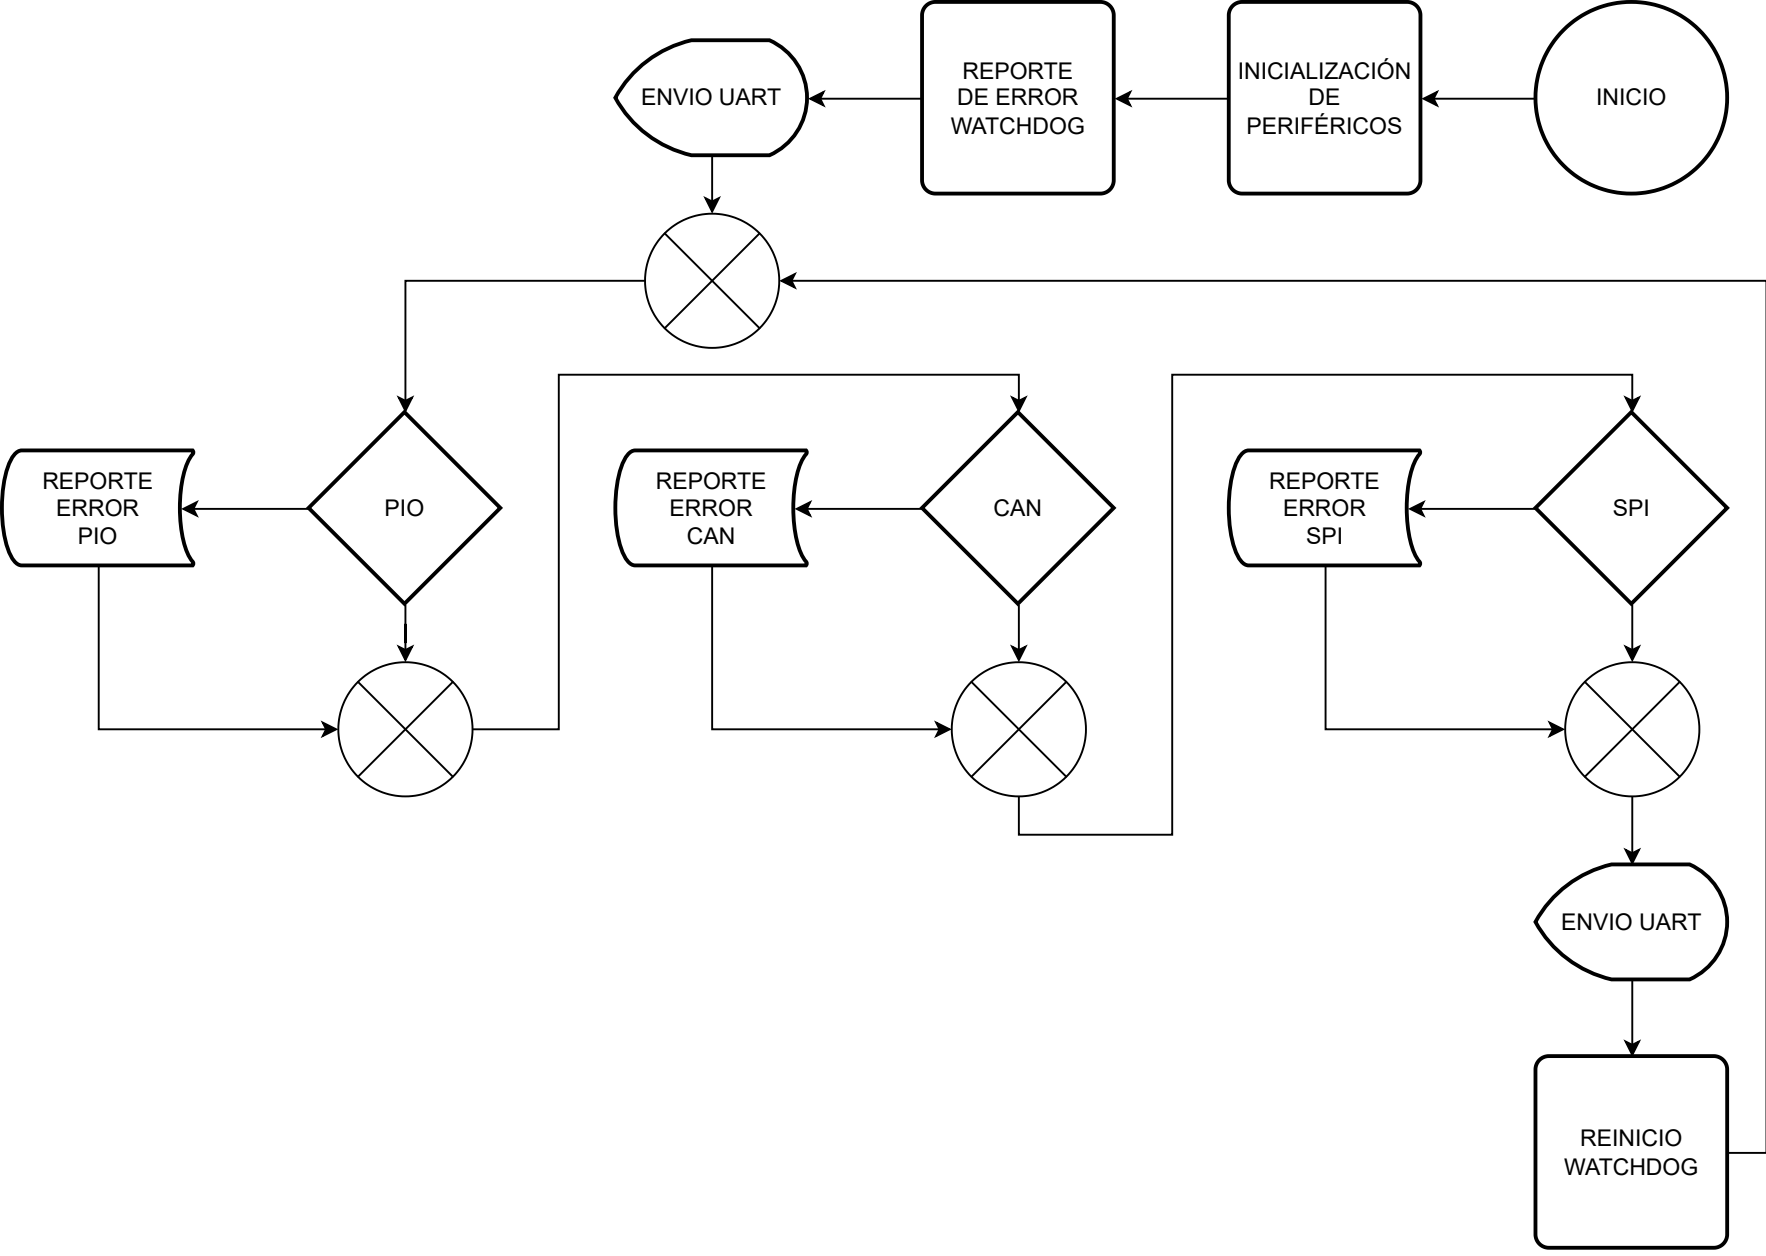 ENVIO UART
REPORTE
DE ERROR
WATCHDOG
INICIALIZACIÓN
DE
PERIFÉRICOS
INICIO
REPORTE
ERROR
PIO
PIO
REPORTE
ERROR
CAN
CAN
REPORTE
ERROR
SPI
SPI
ENVIO UART
REINICIO
WATCHDOG